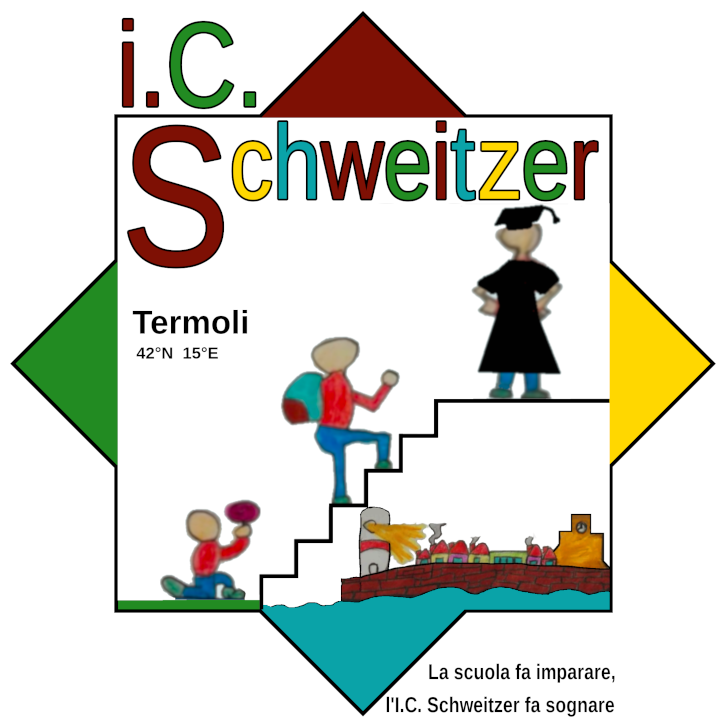 i.C.
Schweitzer
Termoli
42°N 15°E
La scuola fa imparare,
l'I.C. Schweitzer fa sognare